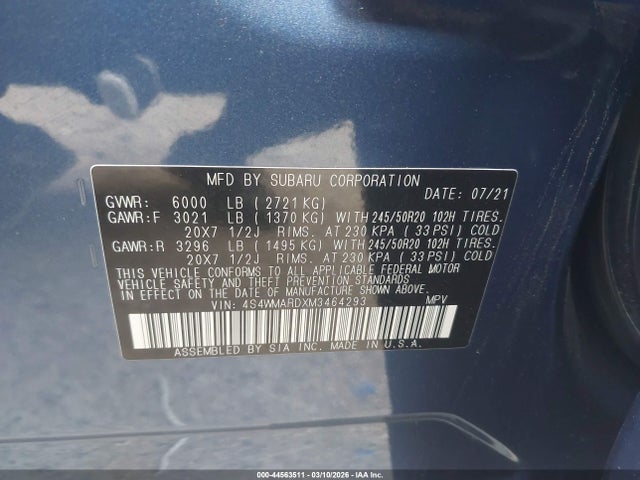 MFD BY SUBARU CORPORATION
DATE: 07/21
GVWR: 6000 LB ( 2721 KG)
GAWR:F 3021 LB ( 1370 KG) WITH 245/50R20 102H TIRES.
20X7 1/2J RIMS. AT 230 KPA ( 33 PSI) COLD
GAWR:R 3296 LB ( 1495 KG) WITH 245/50R20 102H TIRES.
20X7 1/2J RIMS. AT 230 KPA ( 33 PSI) COLD
THIS VEHICLE CONFORMS TO ALL APPLICABLE FEDERAL MOTOR
VEHICLE SAFETY AND THEFT PREVENTION STANDARDS
IN EFFECT ON THE DATE OF MANUFACTURE SHOWN
ABOVE.
VIN: 4S4WMARDXM3464293 MPV
ASSEMBLED BY SIA INC. MADE IN U.S.A.
000-44563511 - 03/10/2026 - IAA Inc.